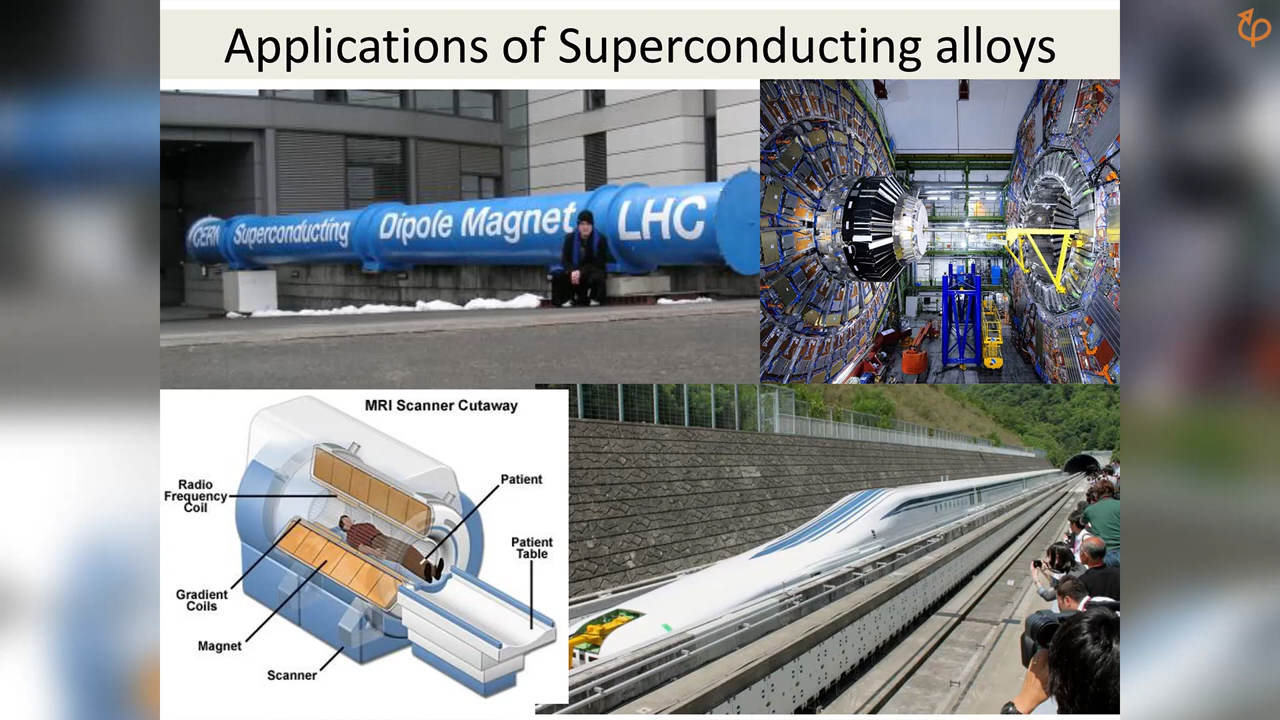 Applications of Superconducting alloys
CERN Superconducting Dipole Magnet LHC
MRI Scanner Cutaway
Radio
Frequency
Coil
Patient
Patient
Table
Gradient
Coils
Magnet
Scanner